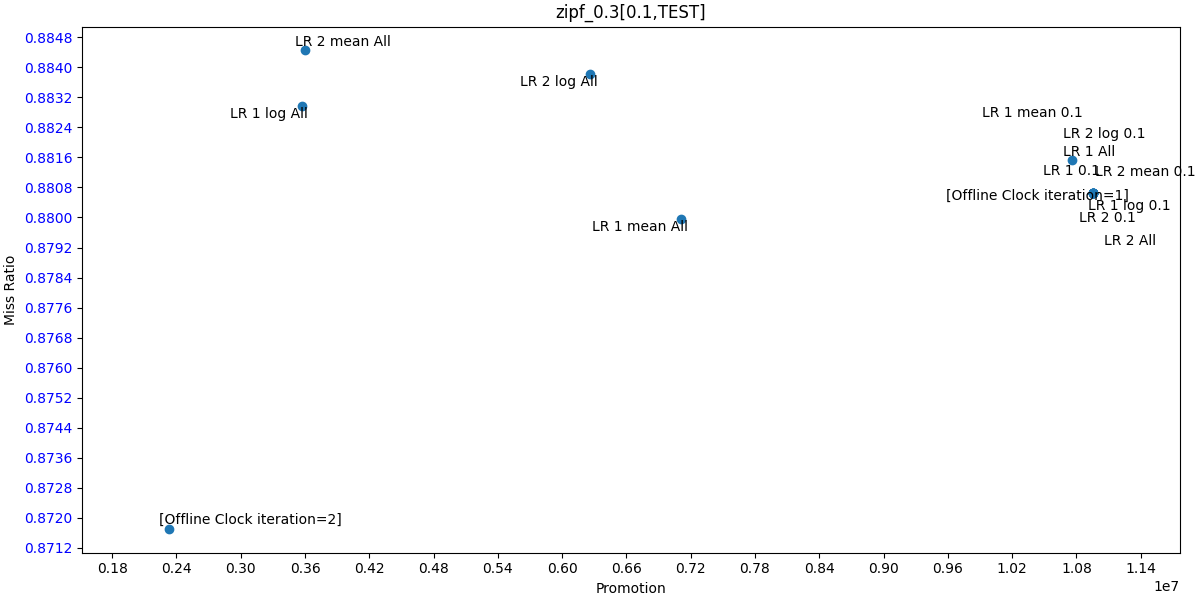 zipf_0.3[0.1,TEST]
0.8848
0.8840
0.8832
0.8824
0.8816
0.8808
0.8800
0.8792
0.8784
0.8776
0.8768
0.8760
0.8752
0.8744
0.8736
0.8728
0.8720
0.8712
Miss Ratio
LR 2 mean All
LR 2 log All
LR 1 log All
LR 1 mean 0.1
LR 2 log 0.1
LR 1 All
LR 1 0.1
LR 2 mean 0.1
[Offline Clock iteration=1]
LR 1 log 0.1
LR 2 0.1
LR 1 mean All
LR 2 All
[Offline Clock iteration=2]
0.18 0.24 0.30 0.36 0.42 0.48 0.54 0.60 0.66 0.72 0.78 0.84 0.90 0.96 1.02 1.08 1.14
1e7
Promotion